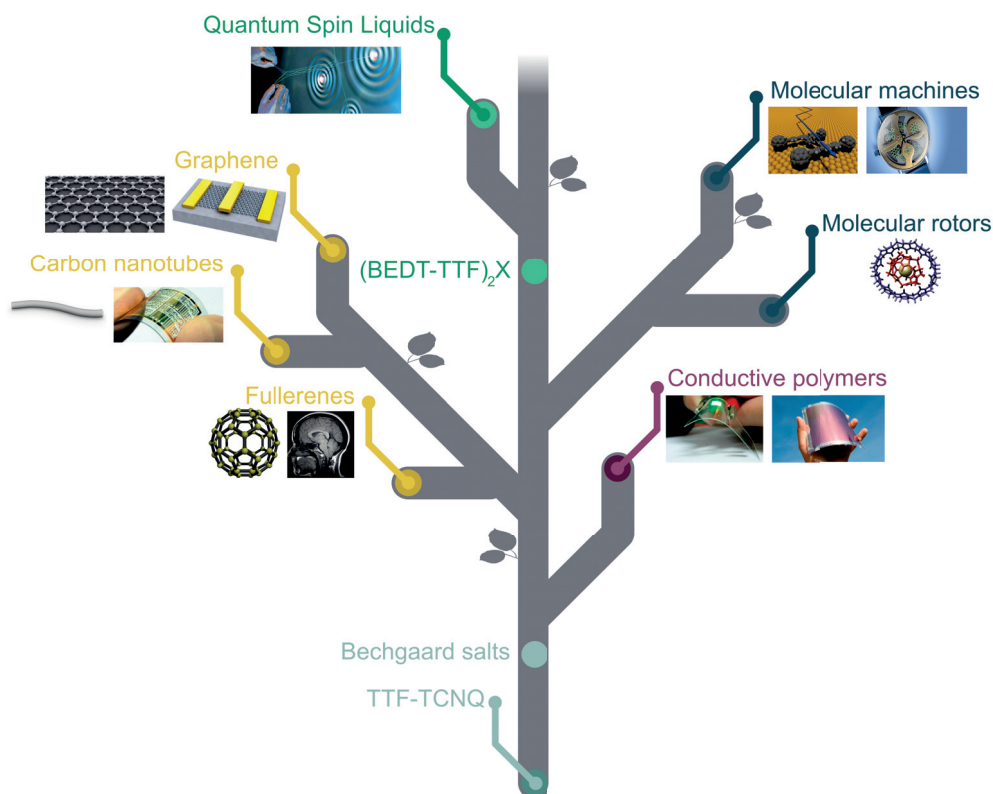 Quantum Spin Liquids
Molecular machines
Graphene
Molecular rotors
Carbon nanotubes
(BEDT-TTF)₂X
Conductive polymers
Fullerenes
Bechgaard salts
TTF-TCNQ